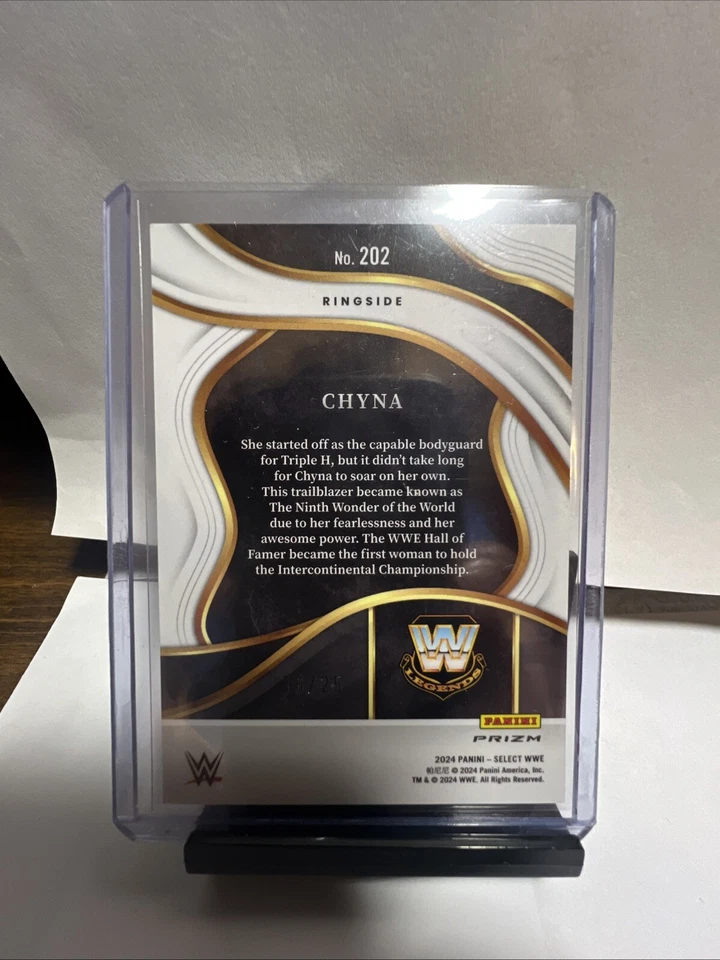 No. 202
RINGSIDE
CHYNA
She started off as the capable bodyguard
for Triple H, but it didn't take long
for Chyna to soar on her own.
This trailblazer became known as
The Ninth Wonder of the World
due to her fearlessness and her
awesome power. The WWE Hall of
Famer became the first woman to hold
the Intercontinental Championship.
W
LEGENDS
PANINI
PRIZM
W
2024 PANINI – SELECT WWE
帕尼尼 © 2024 Panini America, Inc.
TM & © 2024 WWE. All Rights Reserved.